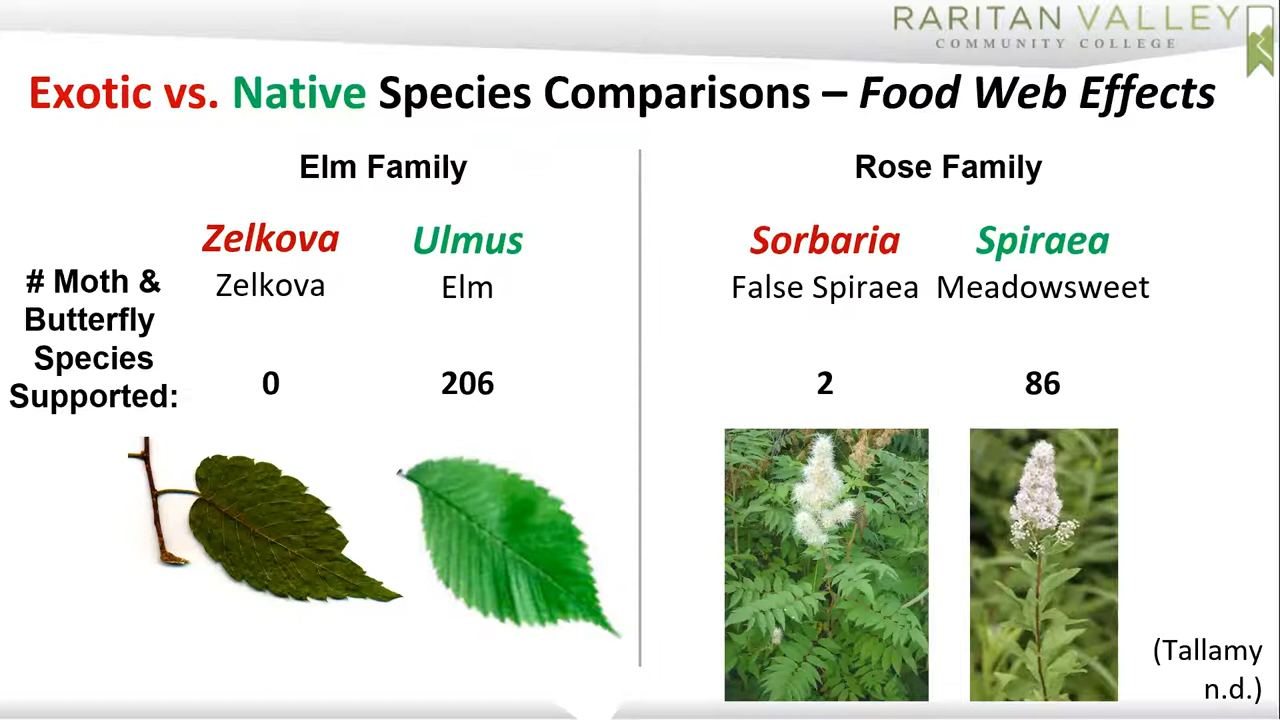 RARITAN VALLEY
COMMUNITY COLLEGE
Exotic vs. Native Species Comparisons – Food Web Effects
Elm Family
Rose Family
Zelkova
Ulmus
Sorbaria
Spiraea
Zelkova
Elm
False Spiraea
Meadowsweet
# Moth &
Butterfly
Species
Supported:
0
206
2
86
(Tallamy
n.d.)